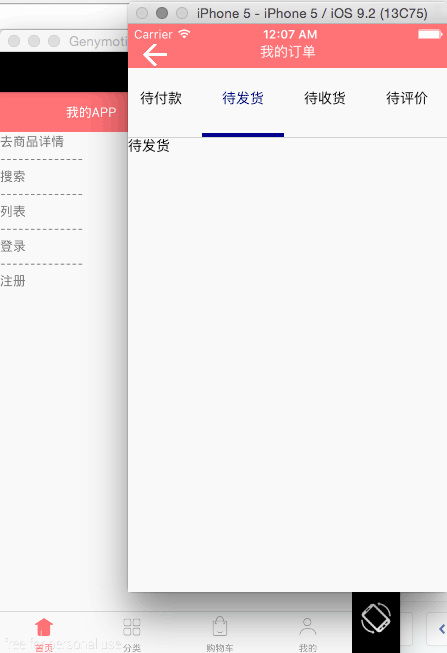 iPhone 5 - iPhone 5 / iOS 9.2 (13C75)
Carrier 12:07 AM
我的订单
待付款 待发货 待收货 待评价
待发货
Genymoti
我的APP
去商品详情
---------------
搜索
---------------
列表
---------------
登录
---------------
注册
首页 分类 购物车 我的
free for personal use